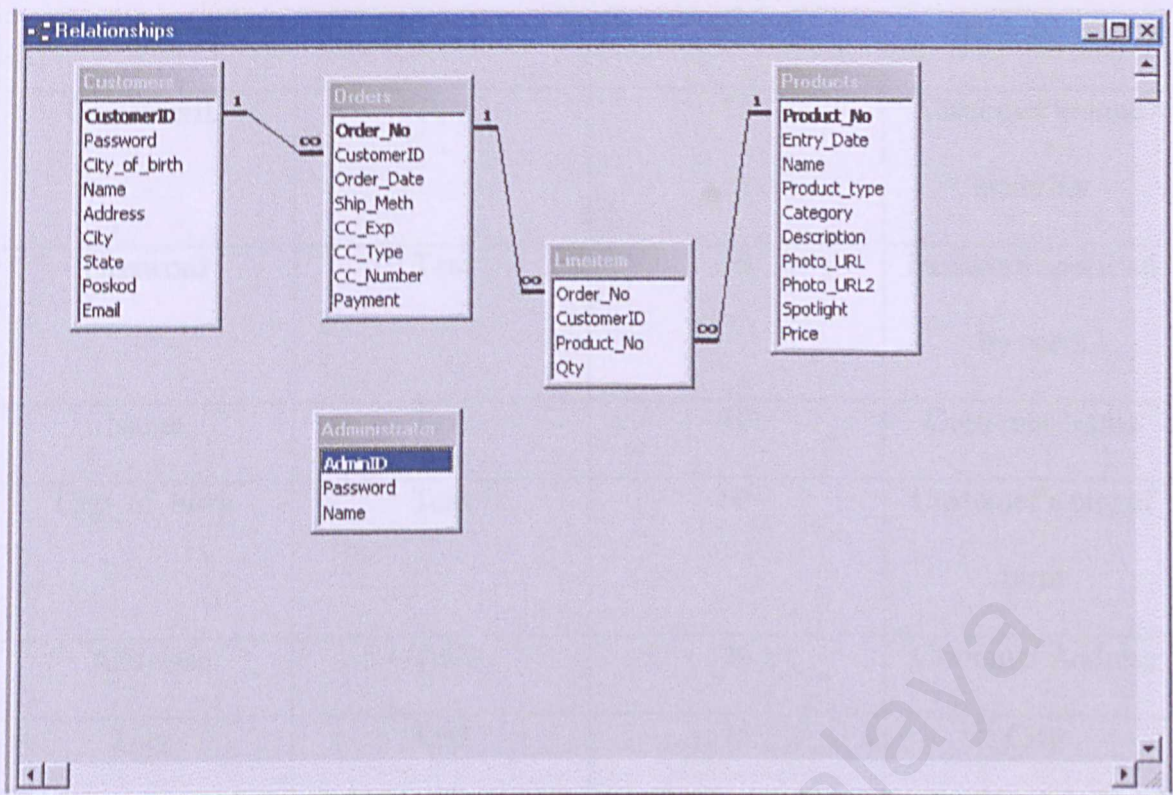 Relationships
Customers
CustomerID
Password
City_of_birth
Name
Address
City
State
Poskod
Email
1
∞
Orders
Order_No
CustomerID
Order_Date
Ship_Meth
CC_Exp
CC_Type
CC_Number
Payment
1
∞
Lineitem
Order_No
CustomerID
Product_No
Qty
∞
1
Products
Product_No
Entry_Date
Name
Product_type
Category
Description
Photo_URL
Photo_URL2
Spotlight
Price
Administrator
AdminID
Password
Name